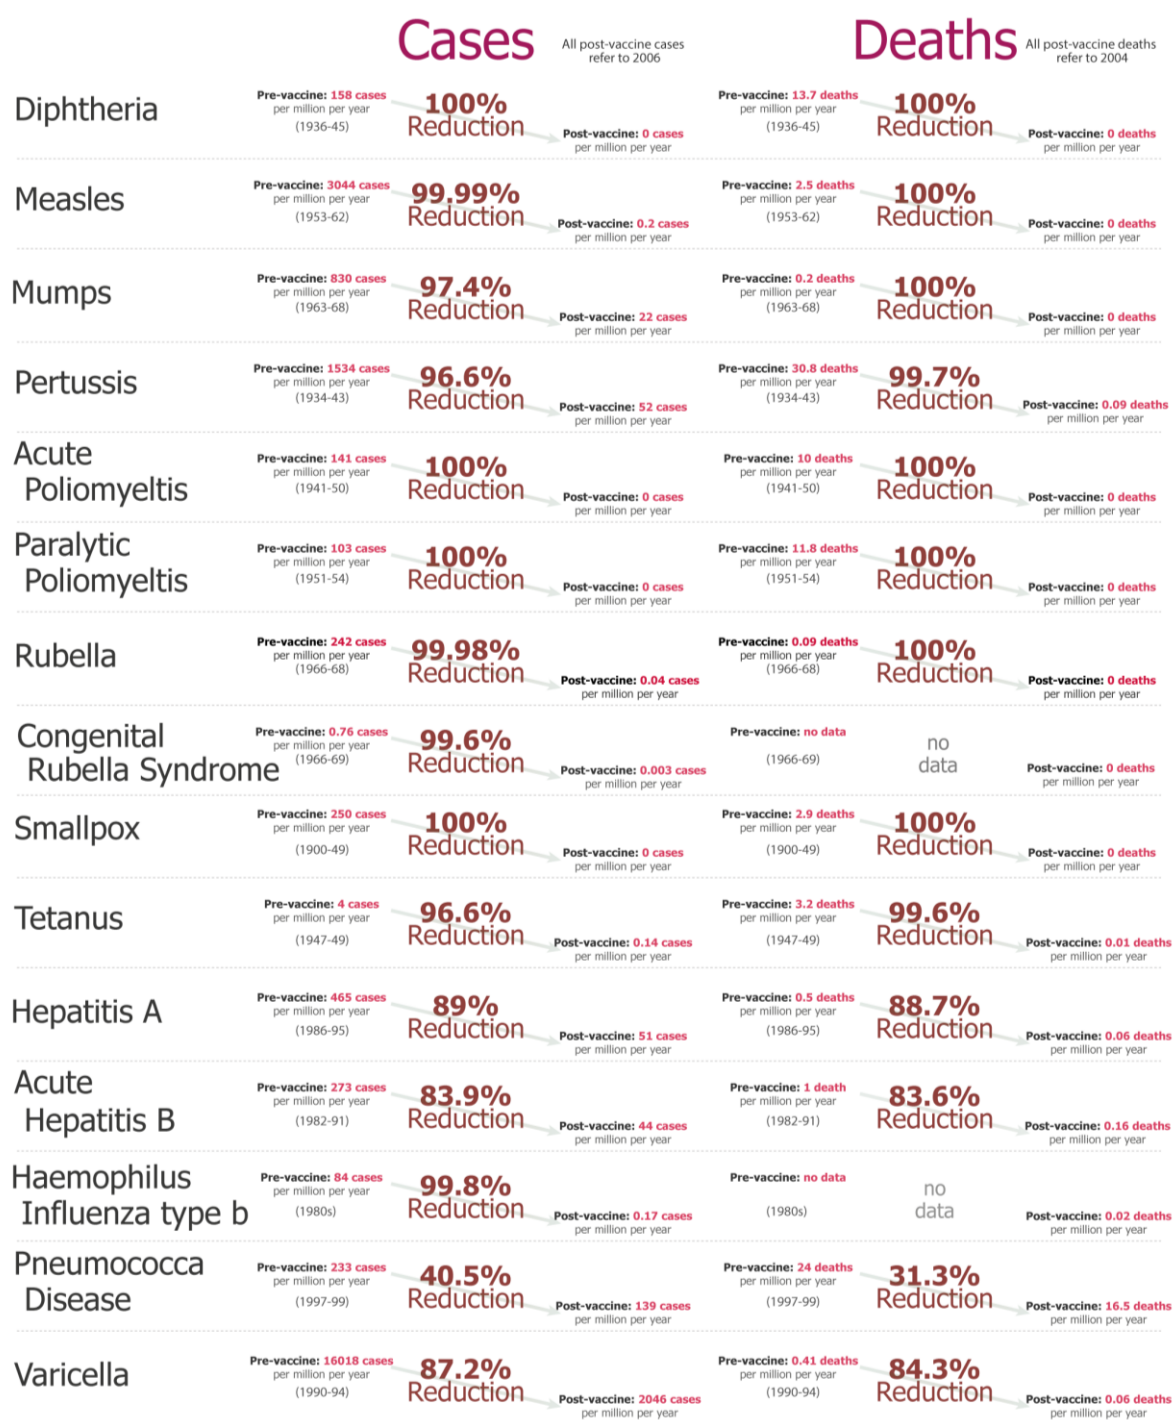 Cases
All post-vaccine cases
refer to 2006
Deaths
All post-vaccine deaths
refer to 2004
Diphtheria
Pre-vaccine: 158 cases
per million per year
(1936-45)
100%
Reduction
Post-vaccine: 0 cases
per million per year
Pre-vaccine: 13.7 deaths
per million per year
(1936-45)
100%
Reduction
Post-vaccine: 0 deaths
per million per year
Measles
Pre-vaccine: 3044 cases
per million per year
(1953-62)
99.99%
Reduction
Post-vaccine: 0.2 cases
per million per year
Pre-vaccine: 2.5 deaths
per million per year
(1953-62)
100%
Reduction
Post-vaccine: 0 deaths
per million per year
Mumps
Pre-vaccine: 830 cases
per million per year
(1963-68)
97.4%
Reduction
Post-vaccine: 22 cases
per million per year
Pre-vaccine: 0.2 deaths
per million per year
(1963-68)
100%
Reduction
Post-vaccine: 0 deaths
per million per year
Pertussis
Pre-vaccine: 1534 cases
per million per year
(1934-43)
96.6%
Reduction
Post-vaccine: 52 cases
per million per year
Pre-vaccine: 30.8 deaths
per million per year
(1934-43)
99.7%
Reduction
Post-vaccine: 0.09 deaths
per million per year
Acute
Poliomyeltis
Pre-vaccine: 141 cases
per million per year
(1941-50)
100%
Reduction
Post-vaccine: 0 cases
per million per year
Pre-vaccine: 10 deaths
per million per year
(1941-50)
100%
Reduction
Post-vaccine: 0 deaths
per million per year
Paralytic
Poliomyeltis
Pre-vaccine: 103 cases
per million per year
(1951-54)
100%
Reduction
Post-vaccine: 0 cases
per million per year
Pre-vaccine: 11.8 deaths
per million per year
(1951-54)
100%
Reduction
Post-vaccine: 0 deaths
per million per year
Rubella
Pre-vaccine: 242 cases
per million per year
(1966-68)
99.98%
Reduction
Post-vaccine: 0.04 cases
per million per year
Pre-vaccine: 0.09 deaths
per million per year
(1966-68)
100%
Reduction
Post-vaccine: 0 deaths
per million per year
Congenital
Rubella Syndrome
Pre-vaccine: 0.76 cases
per million per year
(1966-69)
99.6%
Reduction
Post-vaccine: 0.003 cases
per million per year
Pre-vaccine: no data
(1966-69)
no
data
Post-vaccine: 0 deaths
per million per year
Smallpox
Pre-vaccine: 250 cases
per million per year
(1900-49)
100%
Reduction
Post-vaccine: 0 cases
per million per year
Pre-vaccine: 2.9 deaths
per million per year
(1900-49)
100%
Reduction
Post-vaccine: 0 deaths
per million per year
Tetanus
Pre-vaccine: 4 cases
per million per year
(1947-49)
96.6%
Reduction
Post-vaccine: 0.14 cases
per million per year
Pre-vaccine: 3.2 deaths
per million per year
(1947-49)
99.6%
Reduction
Post-vaccine: 0.01 deaths
per million per year
Hepatitis A
Pre-vaccine: 465 cases
per million per year
(1986-95)
89%
Reduction
Post-vaccine: 51 cases
per million per year
Pre-vaccine: 0.5 deaths
per million per year
(1986-95)
88.7%
Reduction
Post-vaccine: 0.06 deaths
per million per year
Acute
Hepatitis B
Pre-vaccine: 273 cases
per million per year
(1982-91)
83.9%
Reduction
Post-vaccine: 44 cases
per million per year
Pre-vaccine: 1 death
per million per year
(1982-91)
83.6%
Reduction
Post-vaccine: 0.16 deaths
per million per year
Haemophilus
Influenza type b
Pre-vaccine: 84 cases
per million per year
(1980s)
99.8%
Reduction
Post-vaccine: 0.17 cases
per million per year
Pre-vaccine: no data
(1980s)
no
data
Post-vaccine: 0.02 deaths
per million per year
Pneumococca
Disease
Pre-vaccine: 233 cases
per million per year
(1997-99)
40.5%
Reduction
Post-vaccine: 139 cases
per million per year
Pre-vaccine: 24 deaths
per million per year
(1997-99)
31.3%
Reduction
Post-vaccine: 16.5 deaths
per million per year
Varicella
Pre-vaccine: 16018 cases
per million per year
(1990-94)
87.2%
Reduction
Post-vaccine: 2046 cases
per million per year
Pre-vaccine: 0.41 deaths
per million per year
(1990-94)
84.3%
Reduction
Post-vaccine: 0.06 deaths
per million per year